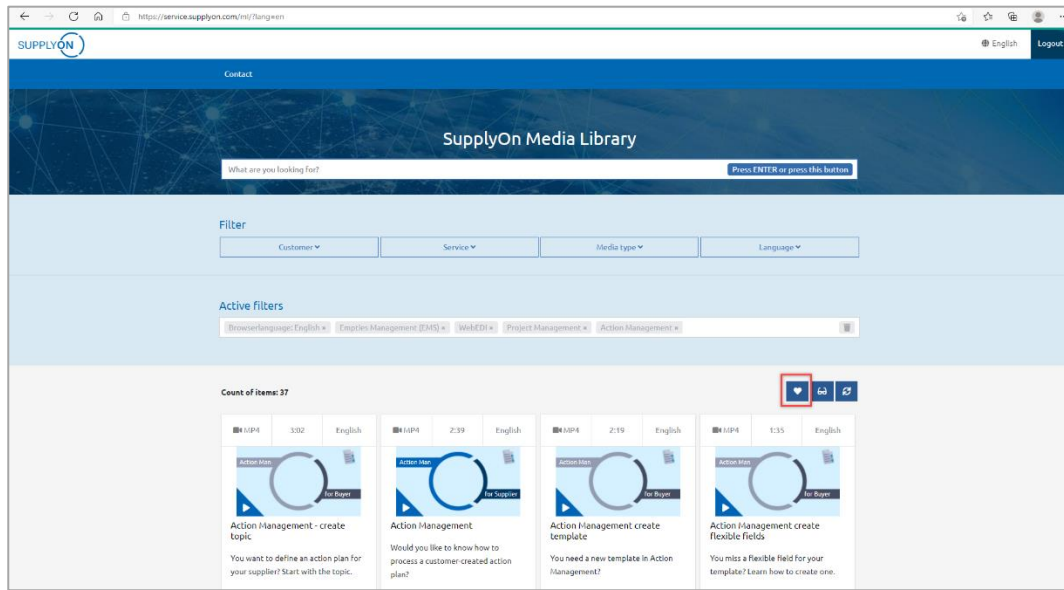 https://service.supplyon.com/ml/?lang=en
SUPPLYON
English
Logout
Contact
SupplyOn Media Library
What are you looking for?
Press ENTER or press this button
Filter
Customer
Service
Media type
Language
Active filters
Browserlanguage: English × Empties Management (EMS) × WebEDI × Project Management × Action Management ×
Count of items: 37
MP4 3:02 English
MP4 2:39 English
MP4 2:19 English
MP4 1:35 English
Action Man
for Buyer
Action Man
for Supplier
Action Man
for Buyer
Action Man
for Buyer
Action Management - create
topic
You want to define an action plan for
your supplier? Start with the topic.
Action Management
Would you like to know how to
process a customer-created action
plan?
Action Management create
template
You need a new template in Action
Management?
Action Management create
flexible fields
You miss a flexible field for your
template? Learn how to create one.